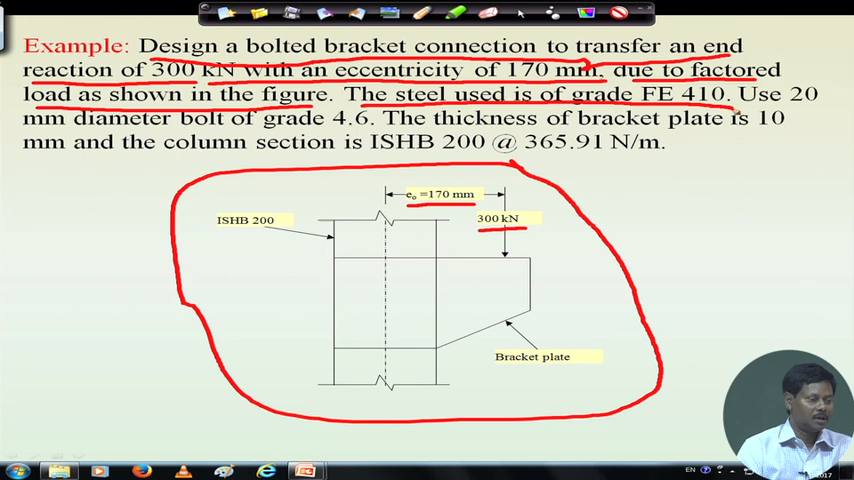 Example: Design a bolted bracket connection to transfer an end
reaction of 300 kN with an eccentricity of 170 mm, due to factored
load as shown in the figure. The steel used is of grade FE 410. Use 20
mm diameter bolt of grade 4.6. The thickness of bracket plate is 10
mm and the column section is ISHB 200 @ 365.91 N/m.
eo =170 mm
ISHB 200
300 kN
Bracket plate
EN